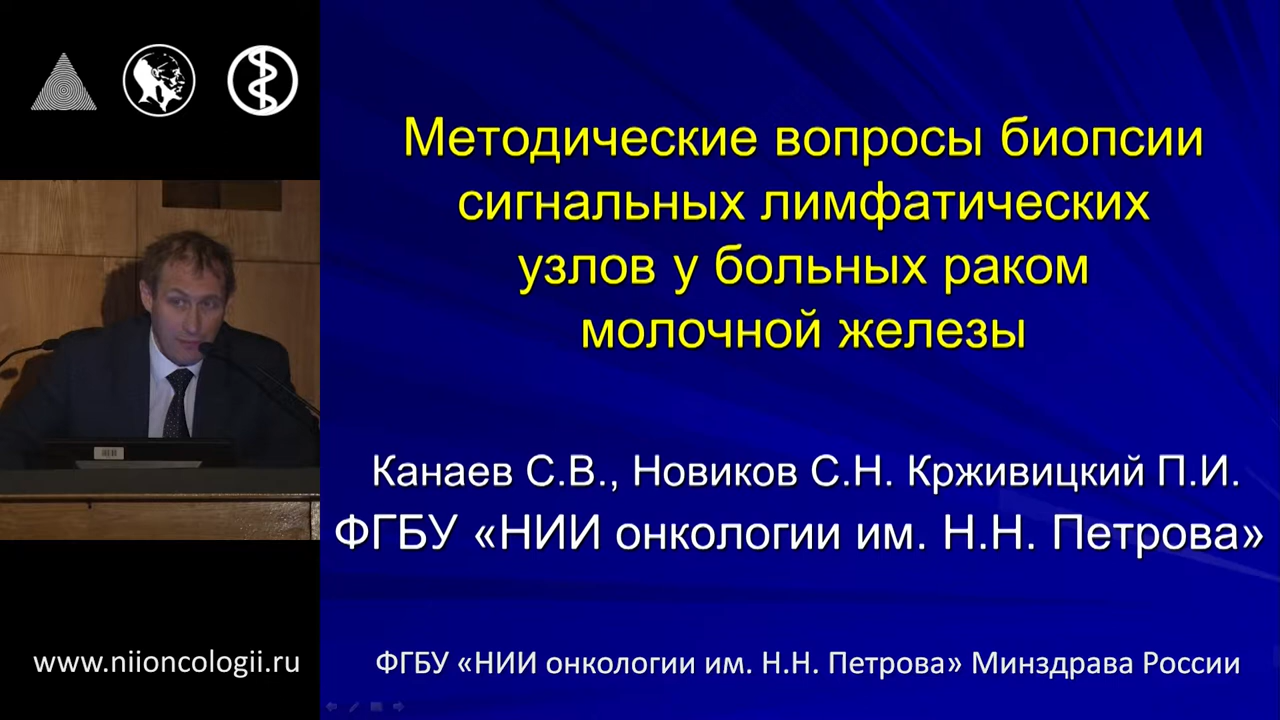 Методические вопросы биопсии
сигнальных лимфатических
узлов у больных раком
молочной железы
Канаев С.В., Новиков С.Н. Крживицкий П.И.
ФГБУ «НИИ онкологии им. Н.Н. Петрова»
www.niioncologii.ru
ФГБУ «НИИ онкологии им. Н.Н. Петрова» Минздрава России